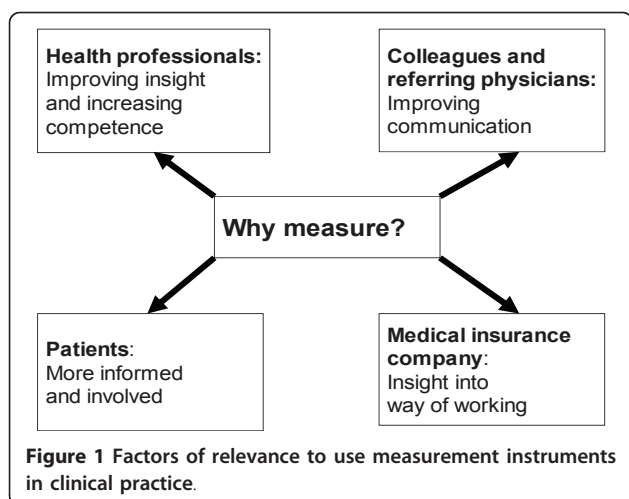 Health professionals:
Improving insight
and increasing
competence
Colleagues and
referring physicians:
Improving
communication
Why measure?
Patients:
More informed
and involved
Medical insurance
company:
Insight into
way of working
Figure 1 Factors of relevance to use measurement instruments
in clinical practice.